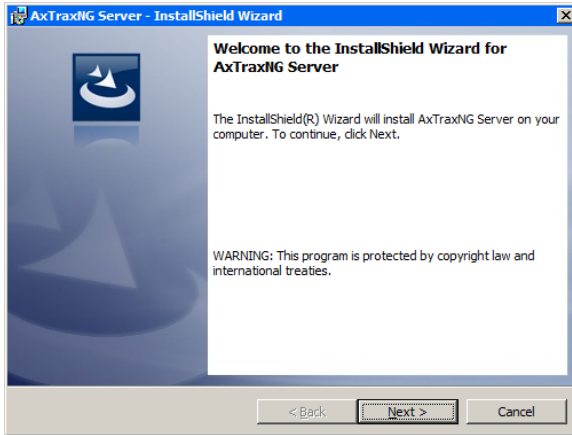 AxTraxNG Server - InstallShield Wizard
Welcome to the InstallShield Wizard for
AxTraxNG Server
The InstallShield(R) Wizard will install AxTraxNG Server on your
computer. To continue, click Next.
WARNING: This program is protected by copyright law and
international treaties.
< Back
Next >
Cancel